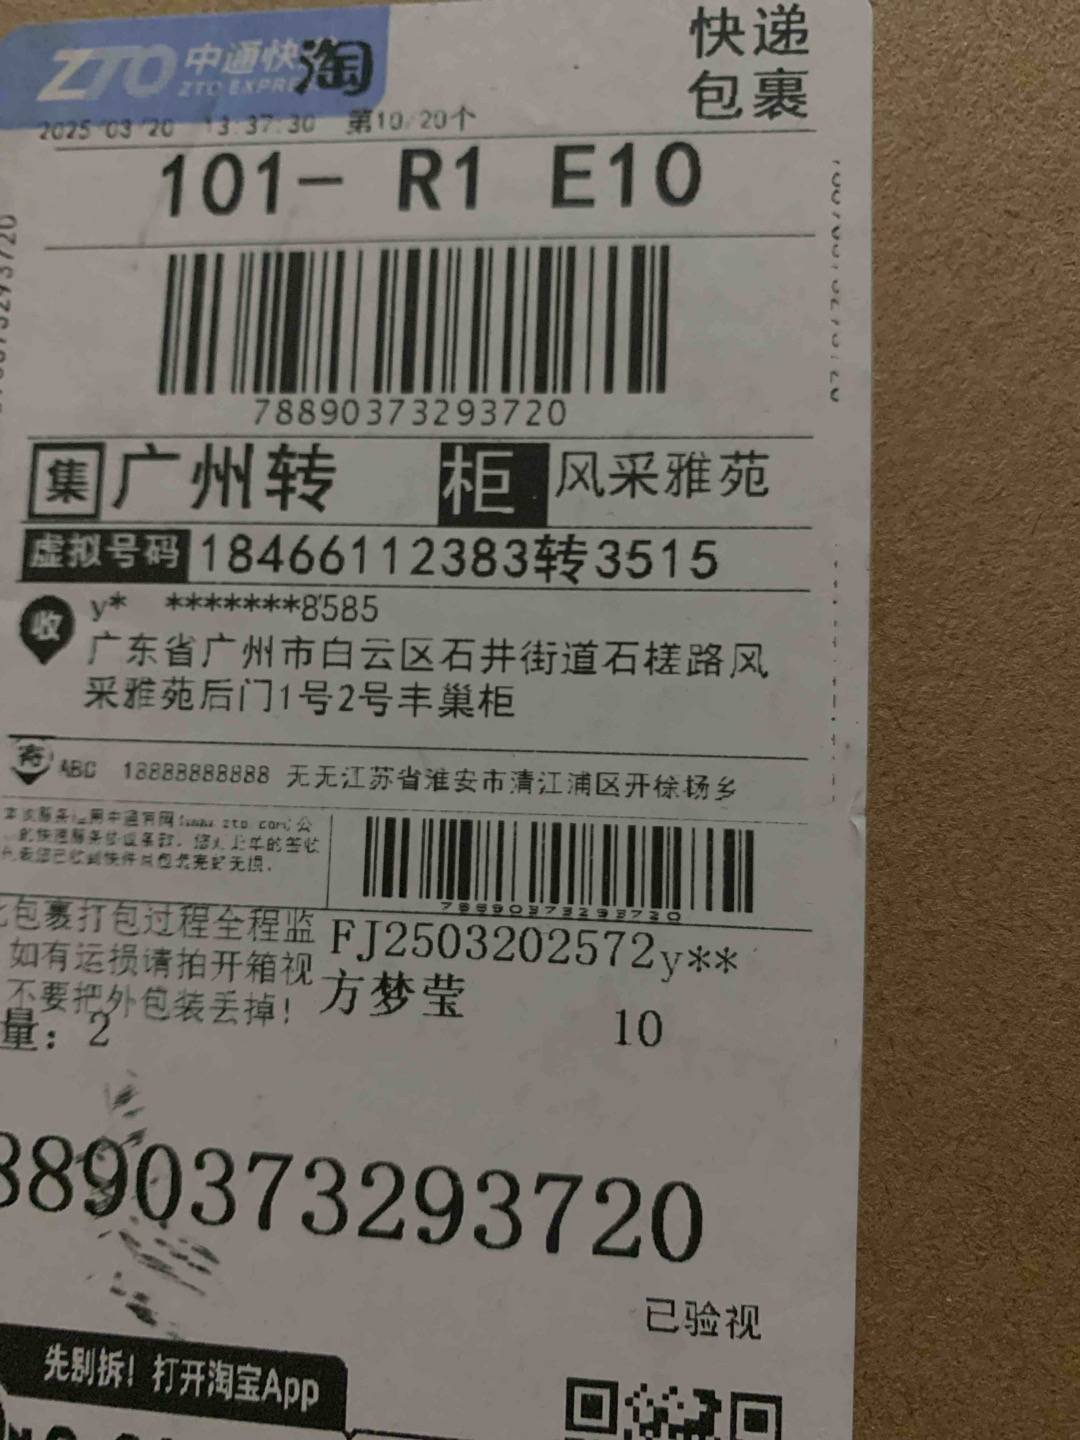 ZTO 中通快 淘
ZTO EXPRE
快递
包裹
2025/03/20 13:37:30 第10/20个
101- R1 E10
78890373293720
集 广州转 柜 风采雅苑
虚拟号码 18466112383转3515
收 y* *******8585
广东省广州市白云区石井街道石槎路风
采雅苑后门1号2号丰巢柜
寄 ABC 18888888888 无无江苏省淮安市清江浦区开徐杨乡
包裹打包过程全程监
如有运损请拍开箱视
不要把外包装丢掉!
量: 2
FJ2503202572y**
方梦莹
10
8890373293720
已验视
先别拆! 打开淘宝App